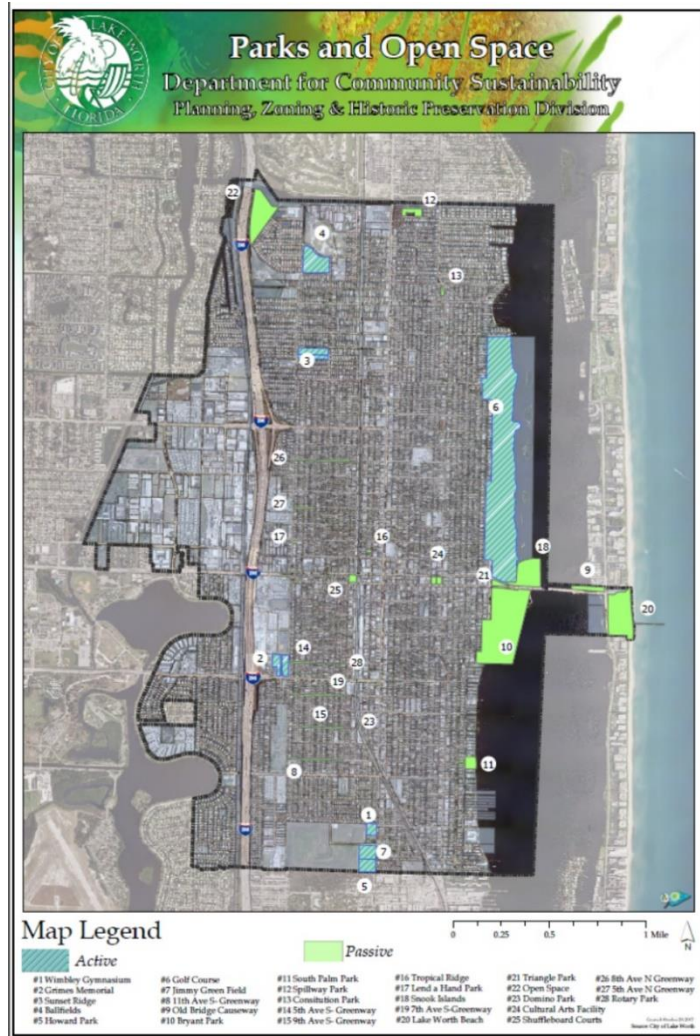 CITY OF LAKE WORTH
FLORIDA
Parks and Open Space
Department for Community Sustainability
Planning, Zoning & Historic Preservation Division
22
12
4
13
3
6
26
27
17
16
24
18
9
21
25
20
14
2
28
10
19
15
23
11
8
1
7
5
Map Legend
0 0.25 0.5 1 Mile
N
Active
Passive
#1 Wimbley Gymnasium
#2 Grimes Memorial
#3 Sunset Ridge
#4 Ballfields
#5 Howard Park
#6 Golf Course
#7 Jimmy Green Field
#8 11th Ave S- Greenway
#9 Old Bridge Causeway
#10 Bryant Park
#11 South Palm Park
#12 Spillway Park
#13 Consitution Park
#14 5th Ave S- Greenway
#15 9th Ave S- Greenway
#16 Tropical Ridge
#17 Lend a Hand Park
#18 Snook Islands
#19 7th Ave S-Greenway
#20 Lake Worth Beach
#21 Triangle Park
#22 Open Space
#23 Domino Park
#24 Cultural Arts Facility
#25 Shuffleboard Courts
#26 8th Ave N Greenway
#27 5th Ave N Greenway
#28 Rotary Park